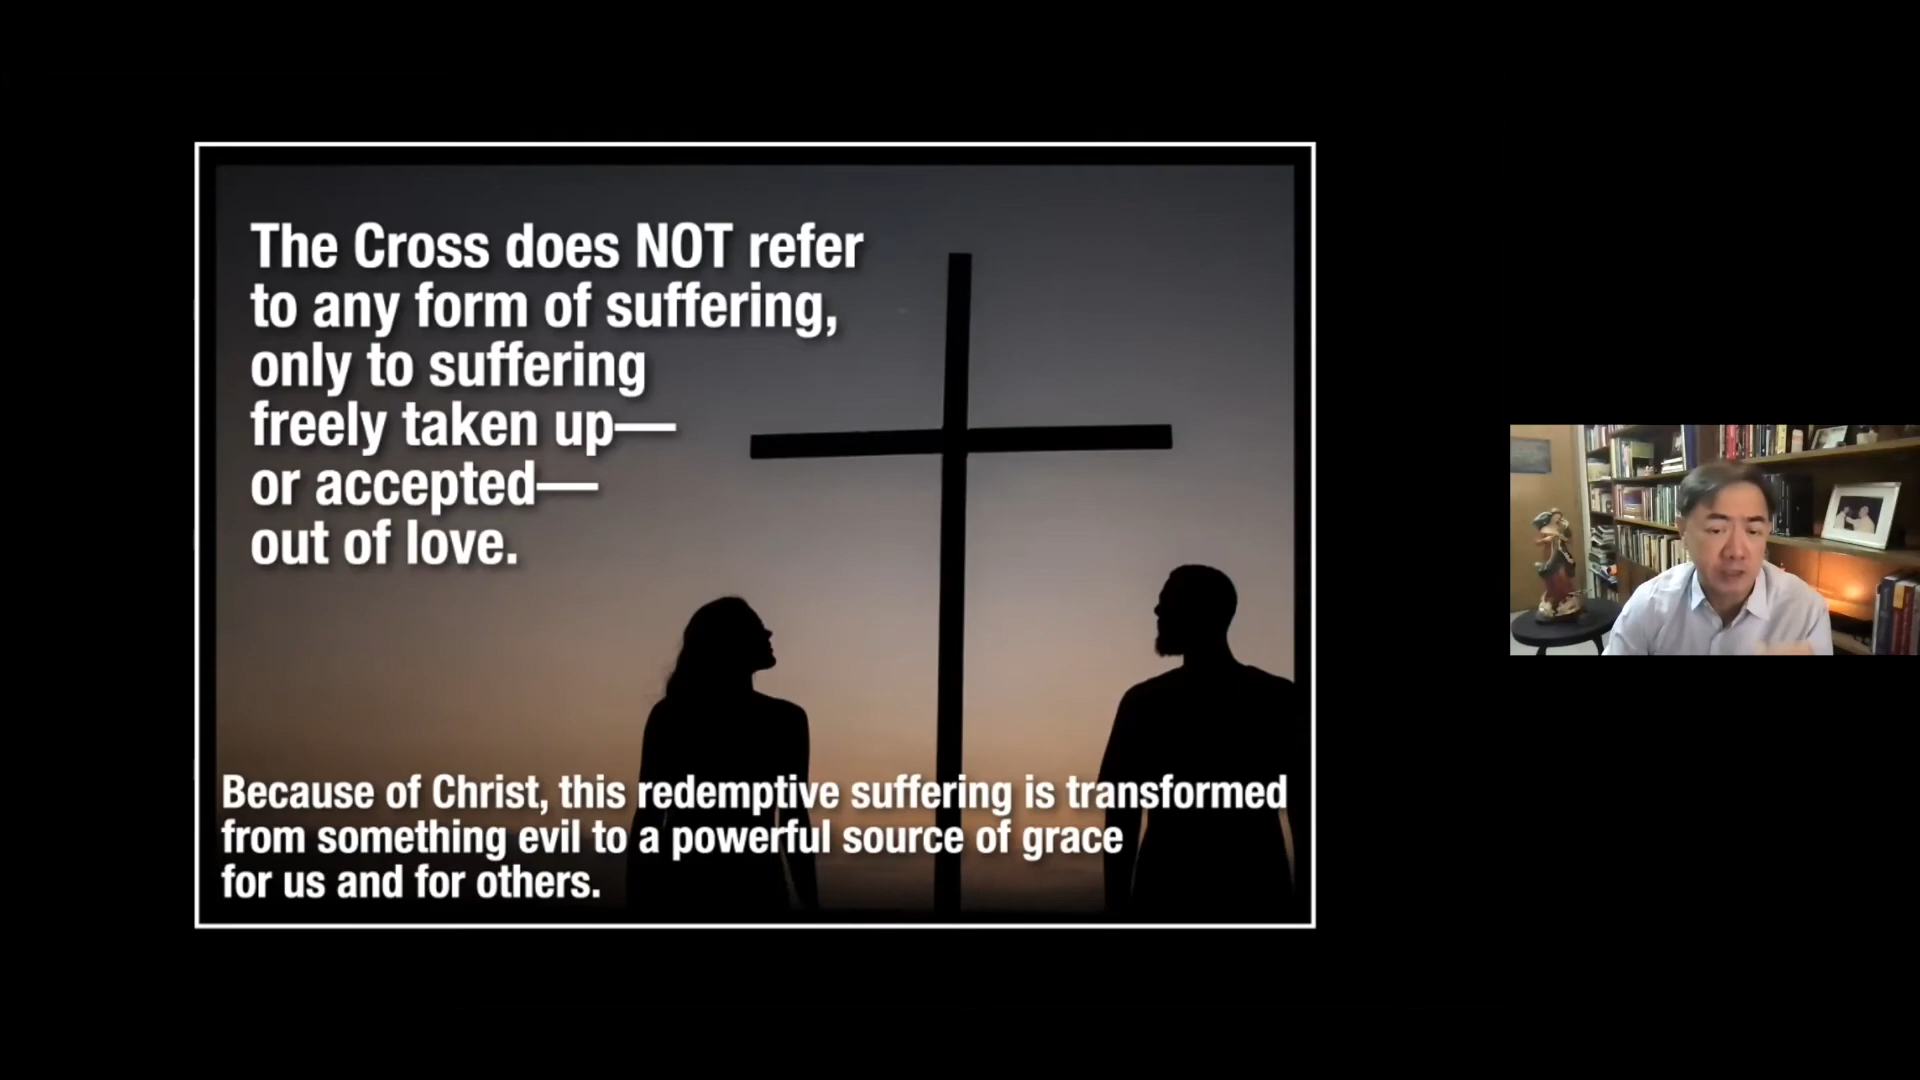 The Cross does NOT refer
to any form of suffering,
only to suffering
freely taken up—
or accepted—
out of love.
Because of Christ, this redemptive suffering is transformed
from something evil to a powerful source of grace
for us and for others.